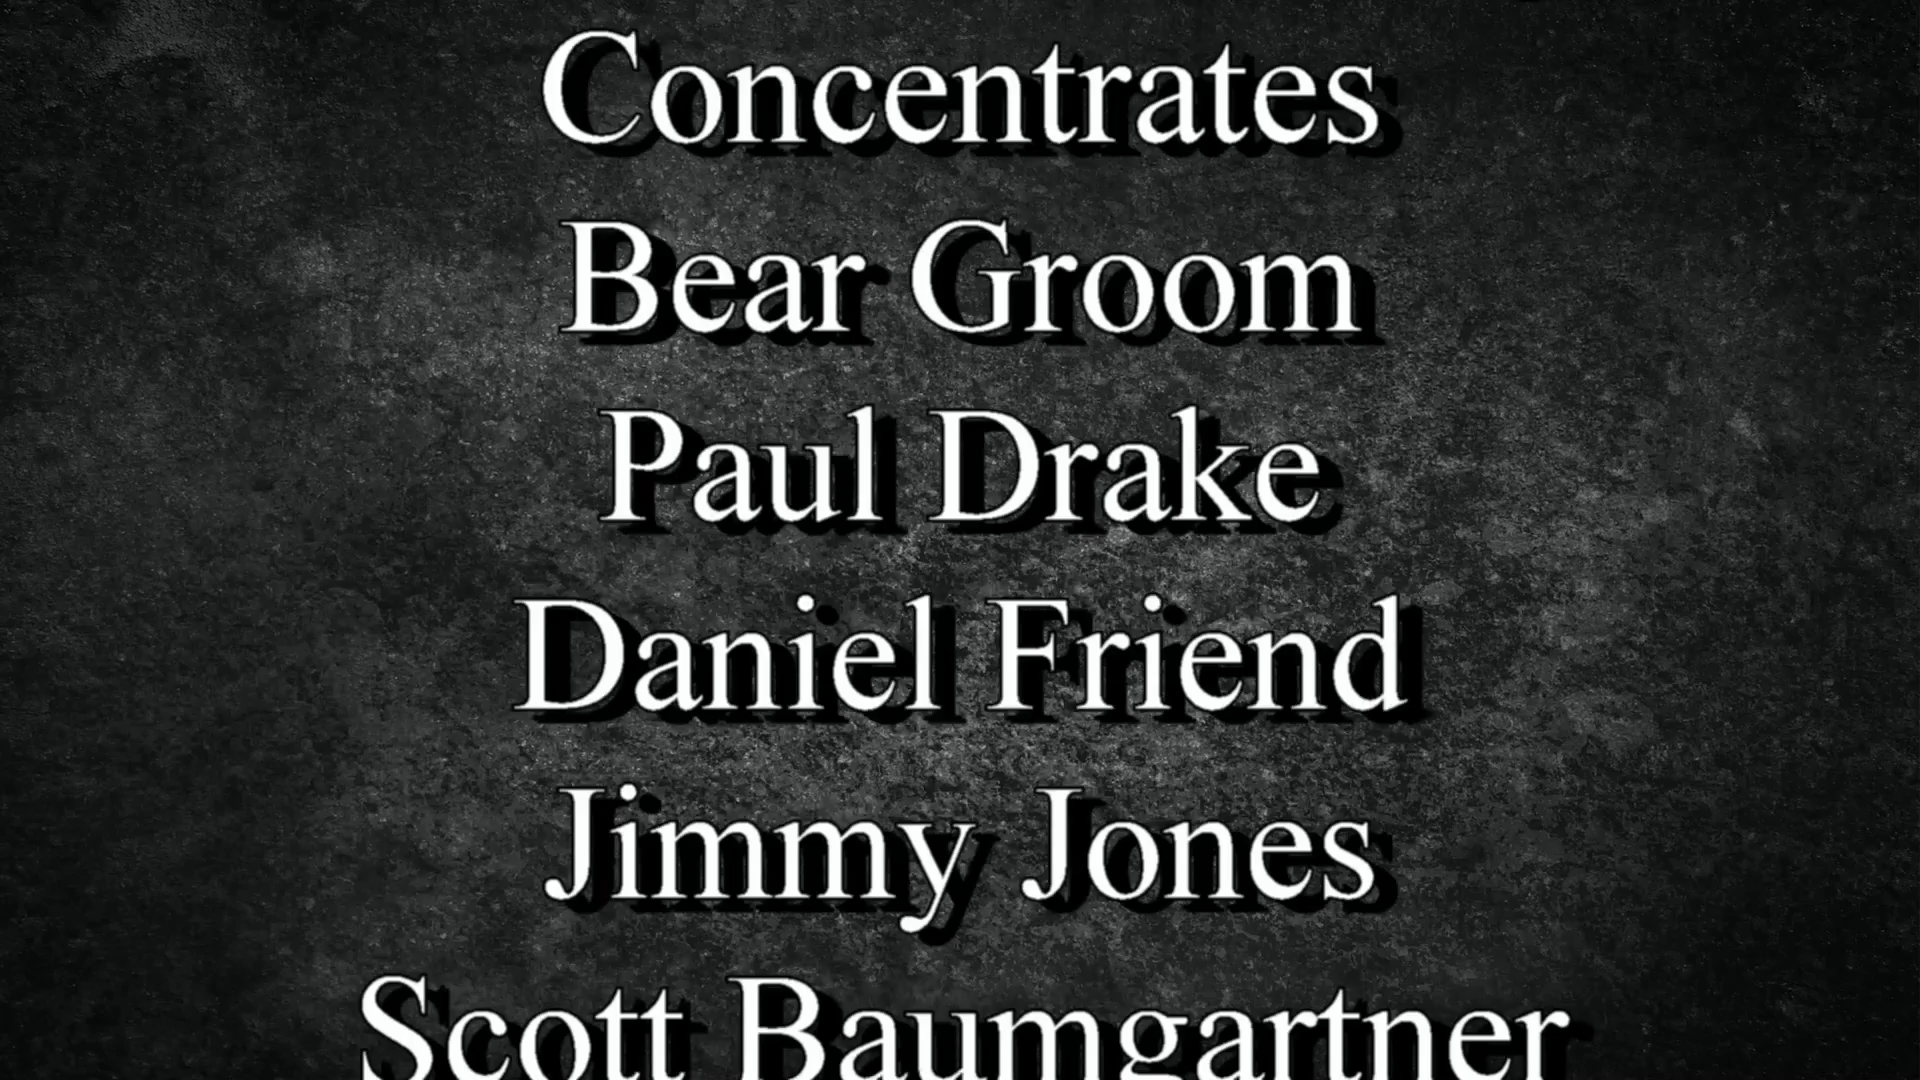 Concentrates
Bear Groom
Paul Drake
Daniel Friend
Jimmy Jones
Scott Baumgartner